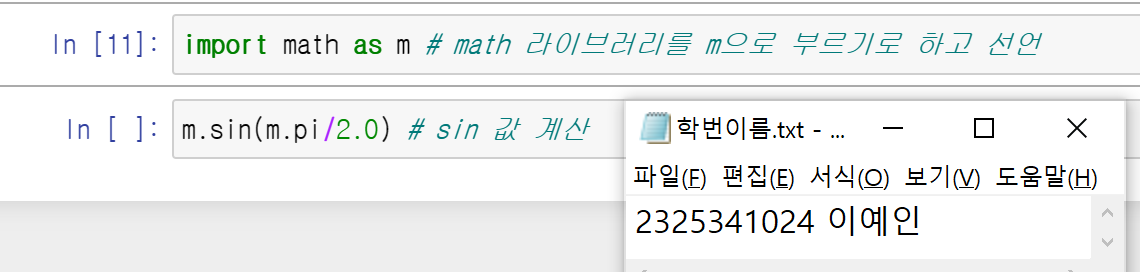 In [11]: import math as m # math 라이브러리를 m으로 부르기로 하고 선언
In [ ]: m.sin(m.pi/2.0) # sin 값 계산
학번이름.txt - ...
파일(F) 편집(E) 서식(O) 보기(V) 도움말(H)
2325341024 이예인